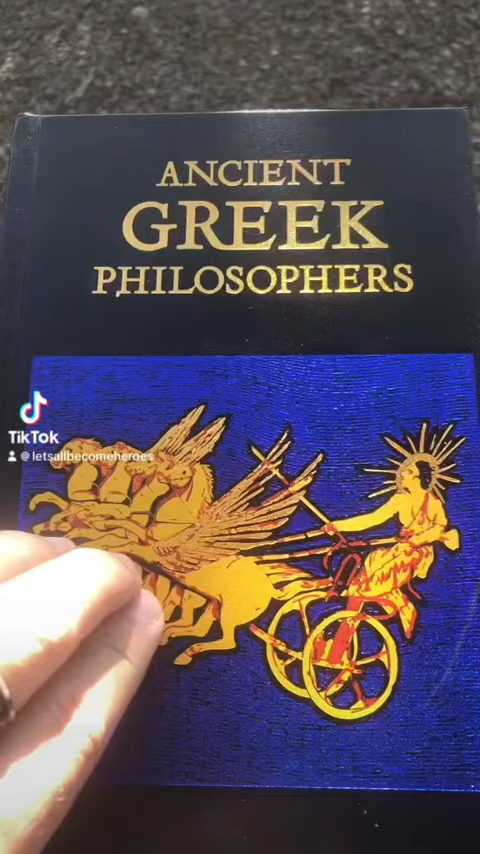 ANCIENT
GREEK
PHILOSOPHERS
TikTok
@letsallbecomeheroes